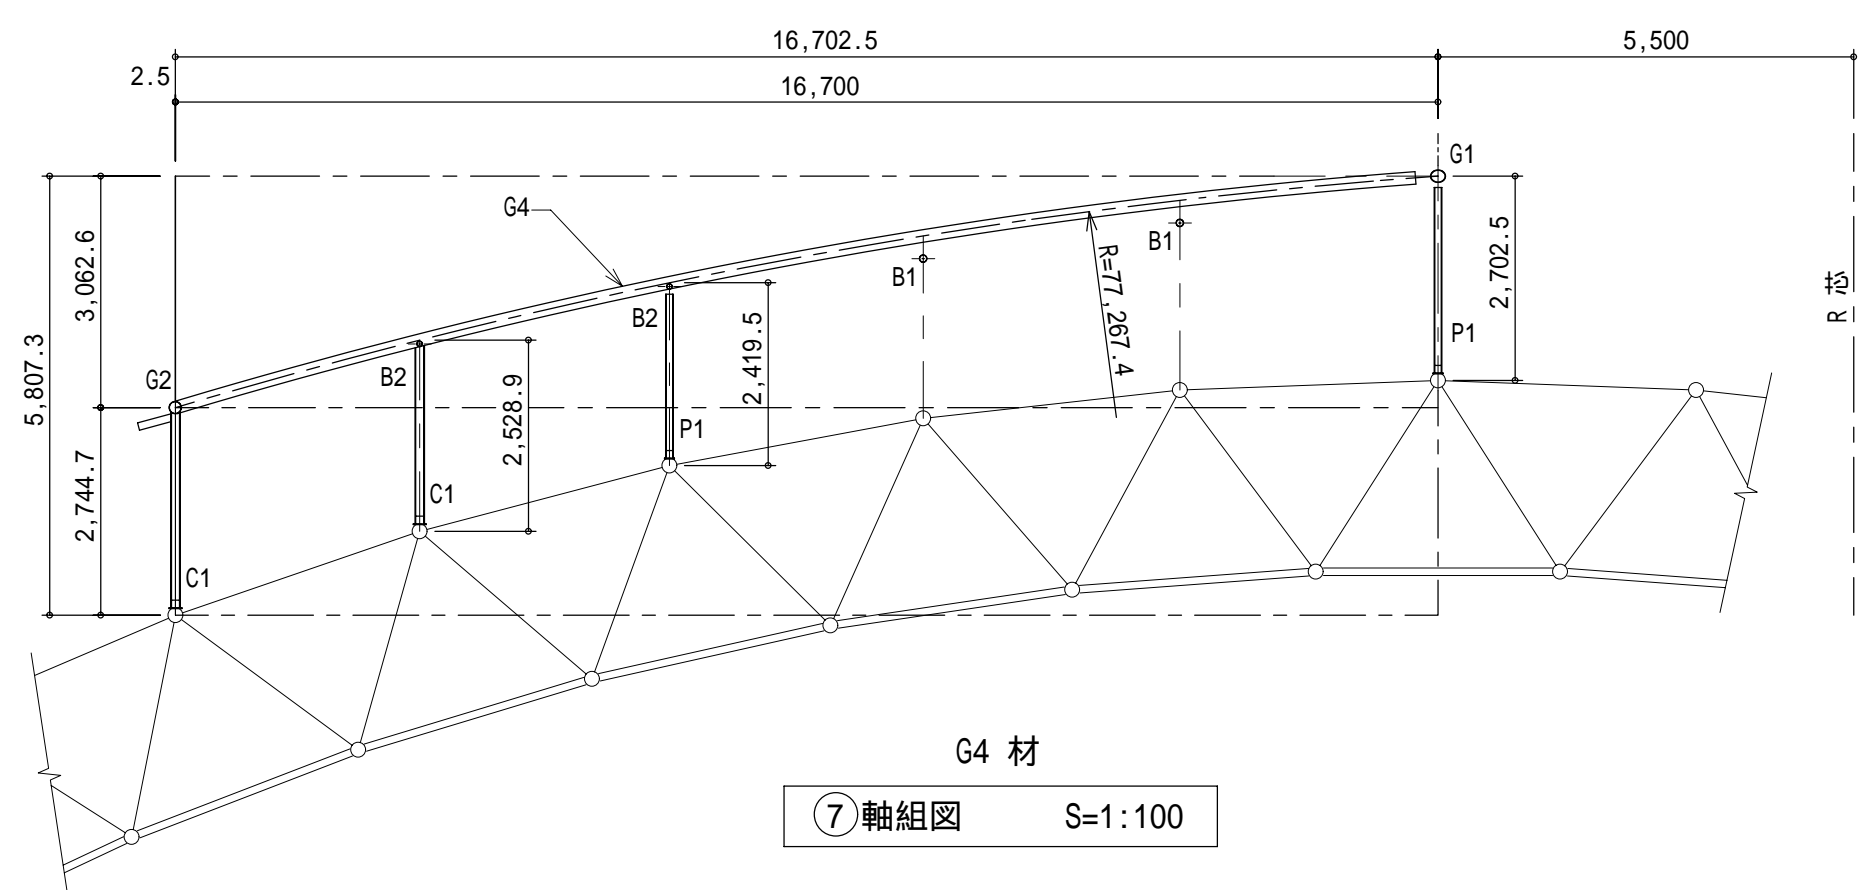 16,702.5
5,500
2.5
16,700
G1
G4
B1
B1
R=77,267.4
2,702.5
R 芯
3,062.6
5,807.3
B2
2,419.5
P1
G2
B2
2,528.9
P1
C1
2,744.7
C1
G4 材
⑦軸組図 S=1:100